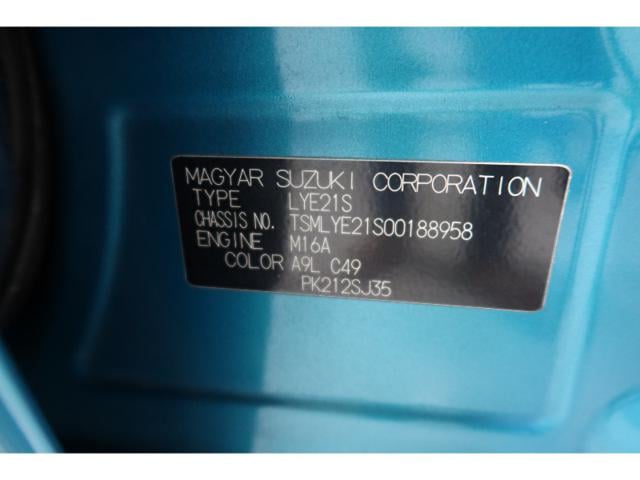 MAGYAR SUZUKI CORPORATION
TYPE LYE21S
CHASSIS NO. TSMLYE21S00188958
ENGINE M16A
COLOR A9L C49
PK212SJ35